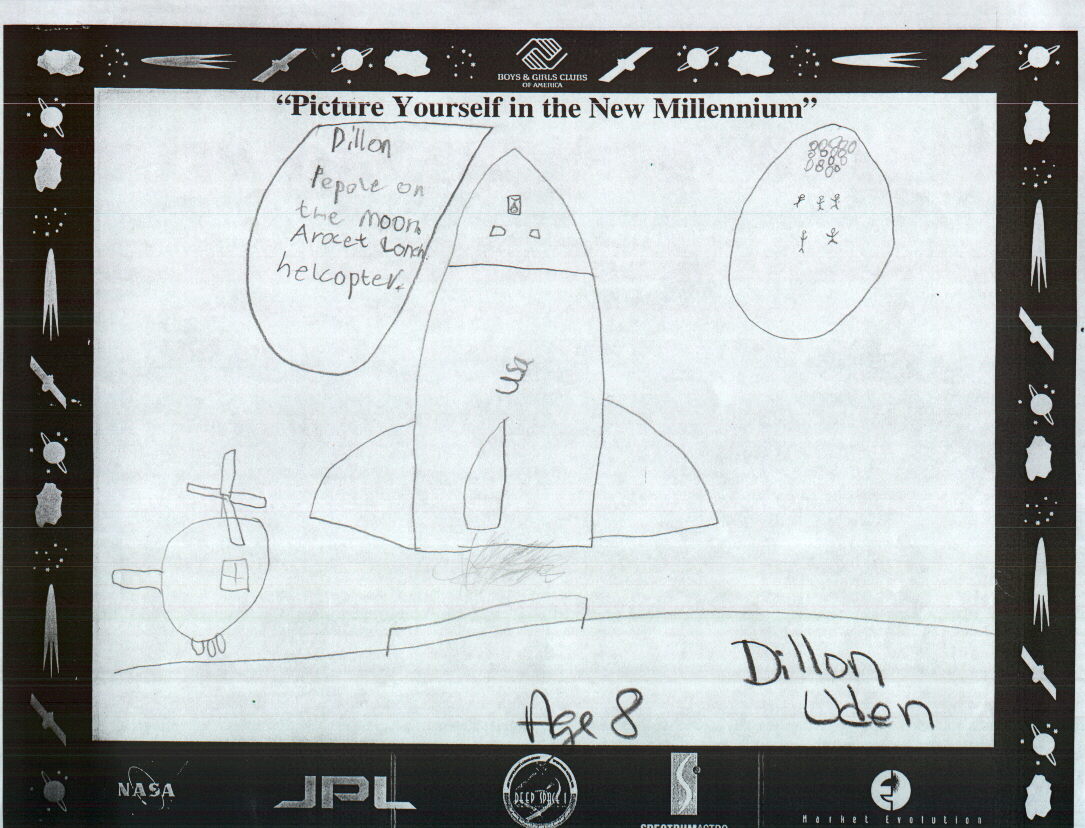 BOYS & GIRLS CLUBS
OF AMERICA
“Picture Yourself in the New Millennium”
Dillon
Pepole on
the moon.
Arocet Lonch
helcopter.
Usa
Dillon
Uden
Age 8
NASA
JPL
DEEP SPACE 1
SPECTRUMASTRO
Market Evolution